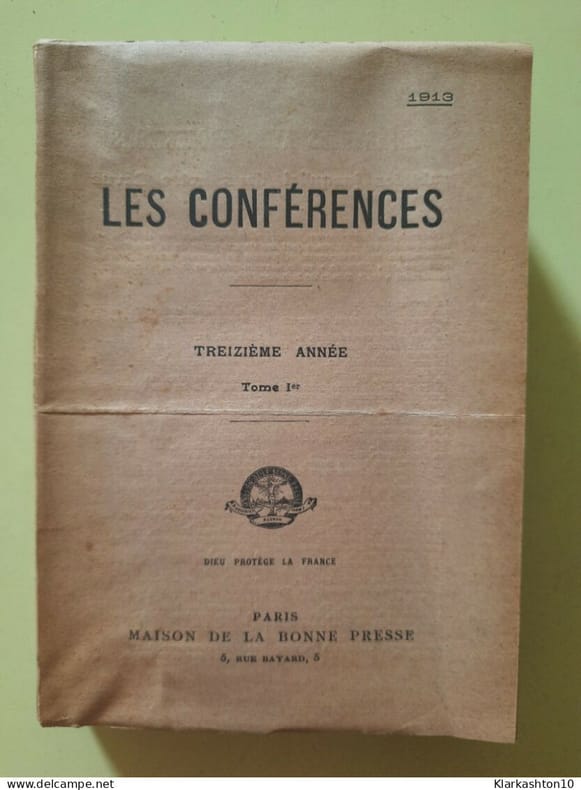 1913
LES CONFÉRENCES
TREIZIÈME ANNÉE
Tome Ier
DIEU PROTÈGE LA FRANCE
PARIS
MAISON DE LA BONNE PRESSE
5, RUE BAYARD, 5
delcampe.net
Klarkashton10